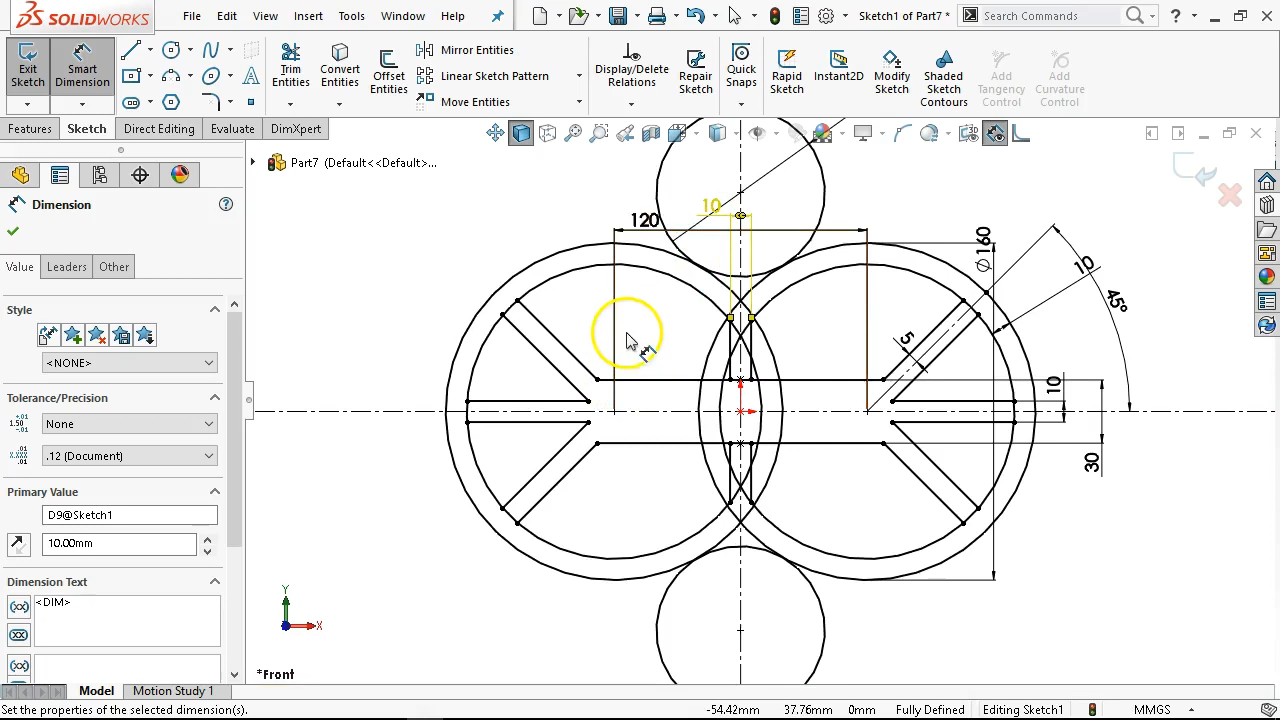 SOLIDWORKS
File Edit View Insert Tools Window Help
Sketch1 of Part7 *
Search Commands
Exit Sketch
Smart Dimension
Trim Entities
Convert Entities
Offset Entities
Mirror Entities
Linear Sketch Pattern
Move Entities
Display/Delete Relations
Repair Sketch
Quick Snaps
Rapid Sketch
Instant2D
Modify Sketch
Shaded Sketch Contours
Add Tangency Control
Add Curvature Control
Features Sketch Direct Editing Evaluate DimXpert
Part7 (Default<<Default>...
Dimension
Value Leaders Other
Style
<NONE>
Tolerance/Precision
None
.12 (Document)
Primary Value
D9@Sketch1
10.00mm
Dimension Text
<DIM>
10
120
Ø 160
10
45°
5
10
30
Y
X
*Front
Model Motion Study 1
Set the properties of the selected dimension(s).
-54.42mm 37.76mm 0mm Fully Defined Editing Sketch1 MMGS